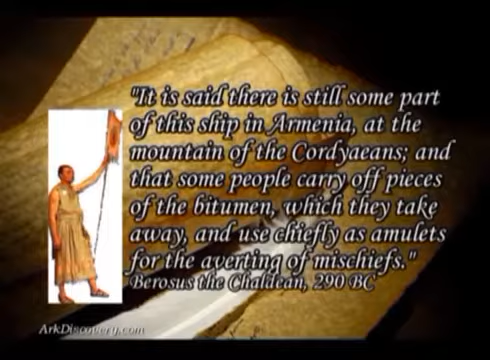 "It is said there is still some part
of this ship in Armenia, at the
mountain of the Cordyaeans; and
that some people carry off pieces
of the bitumen, which they take
away, and use chiefly as amulets
for the averting of mischiefs."
Berosus the Chaldean, 290 BC
ArkDiscovery.com